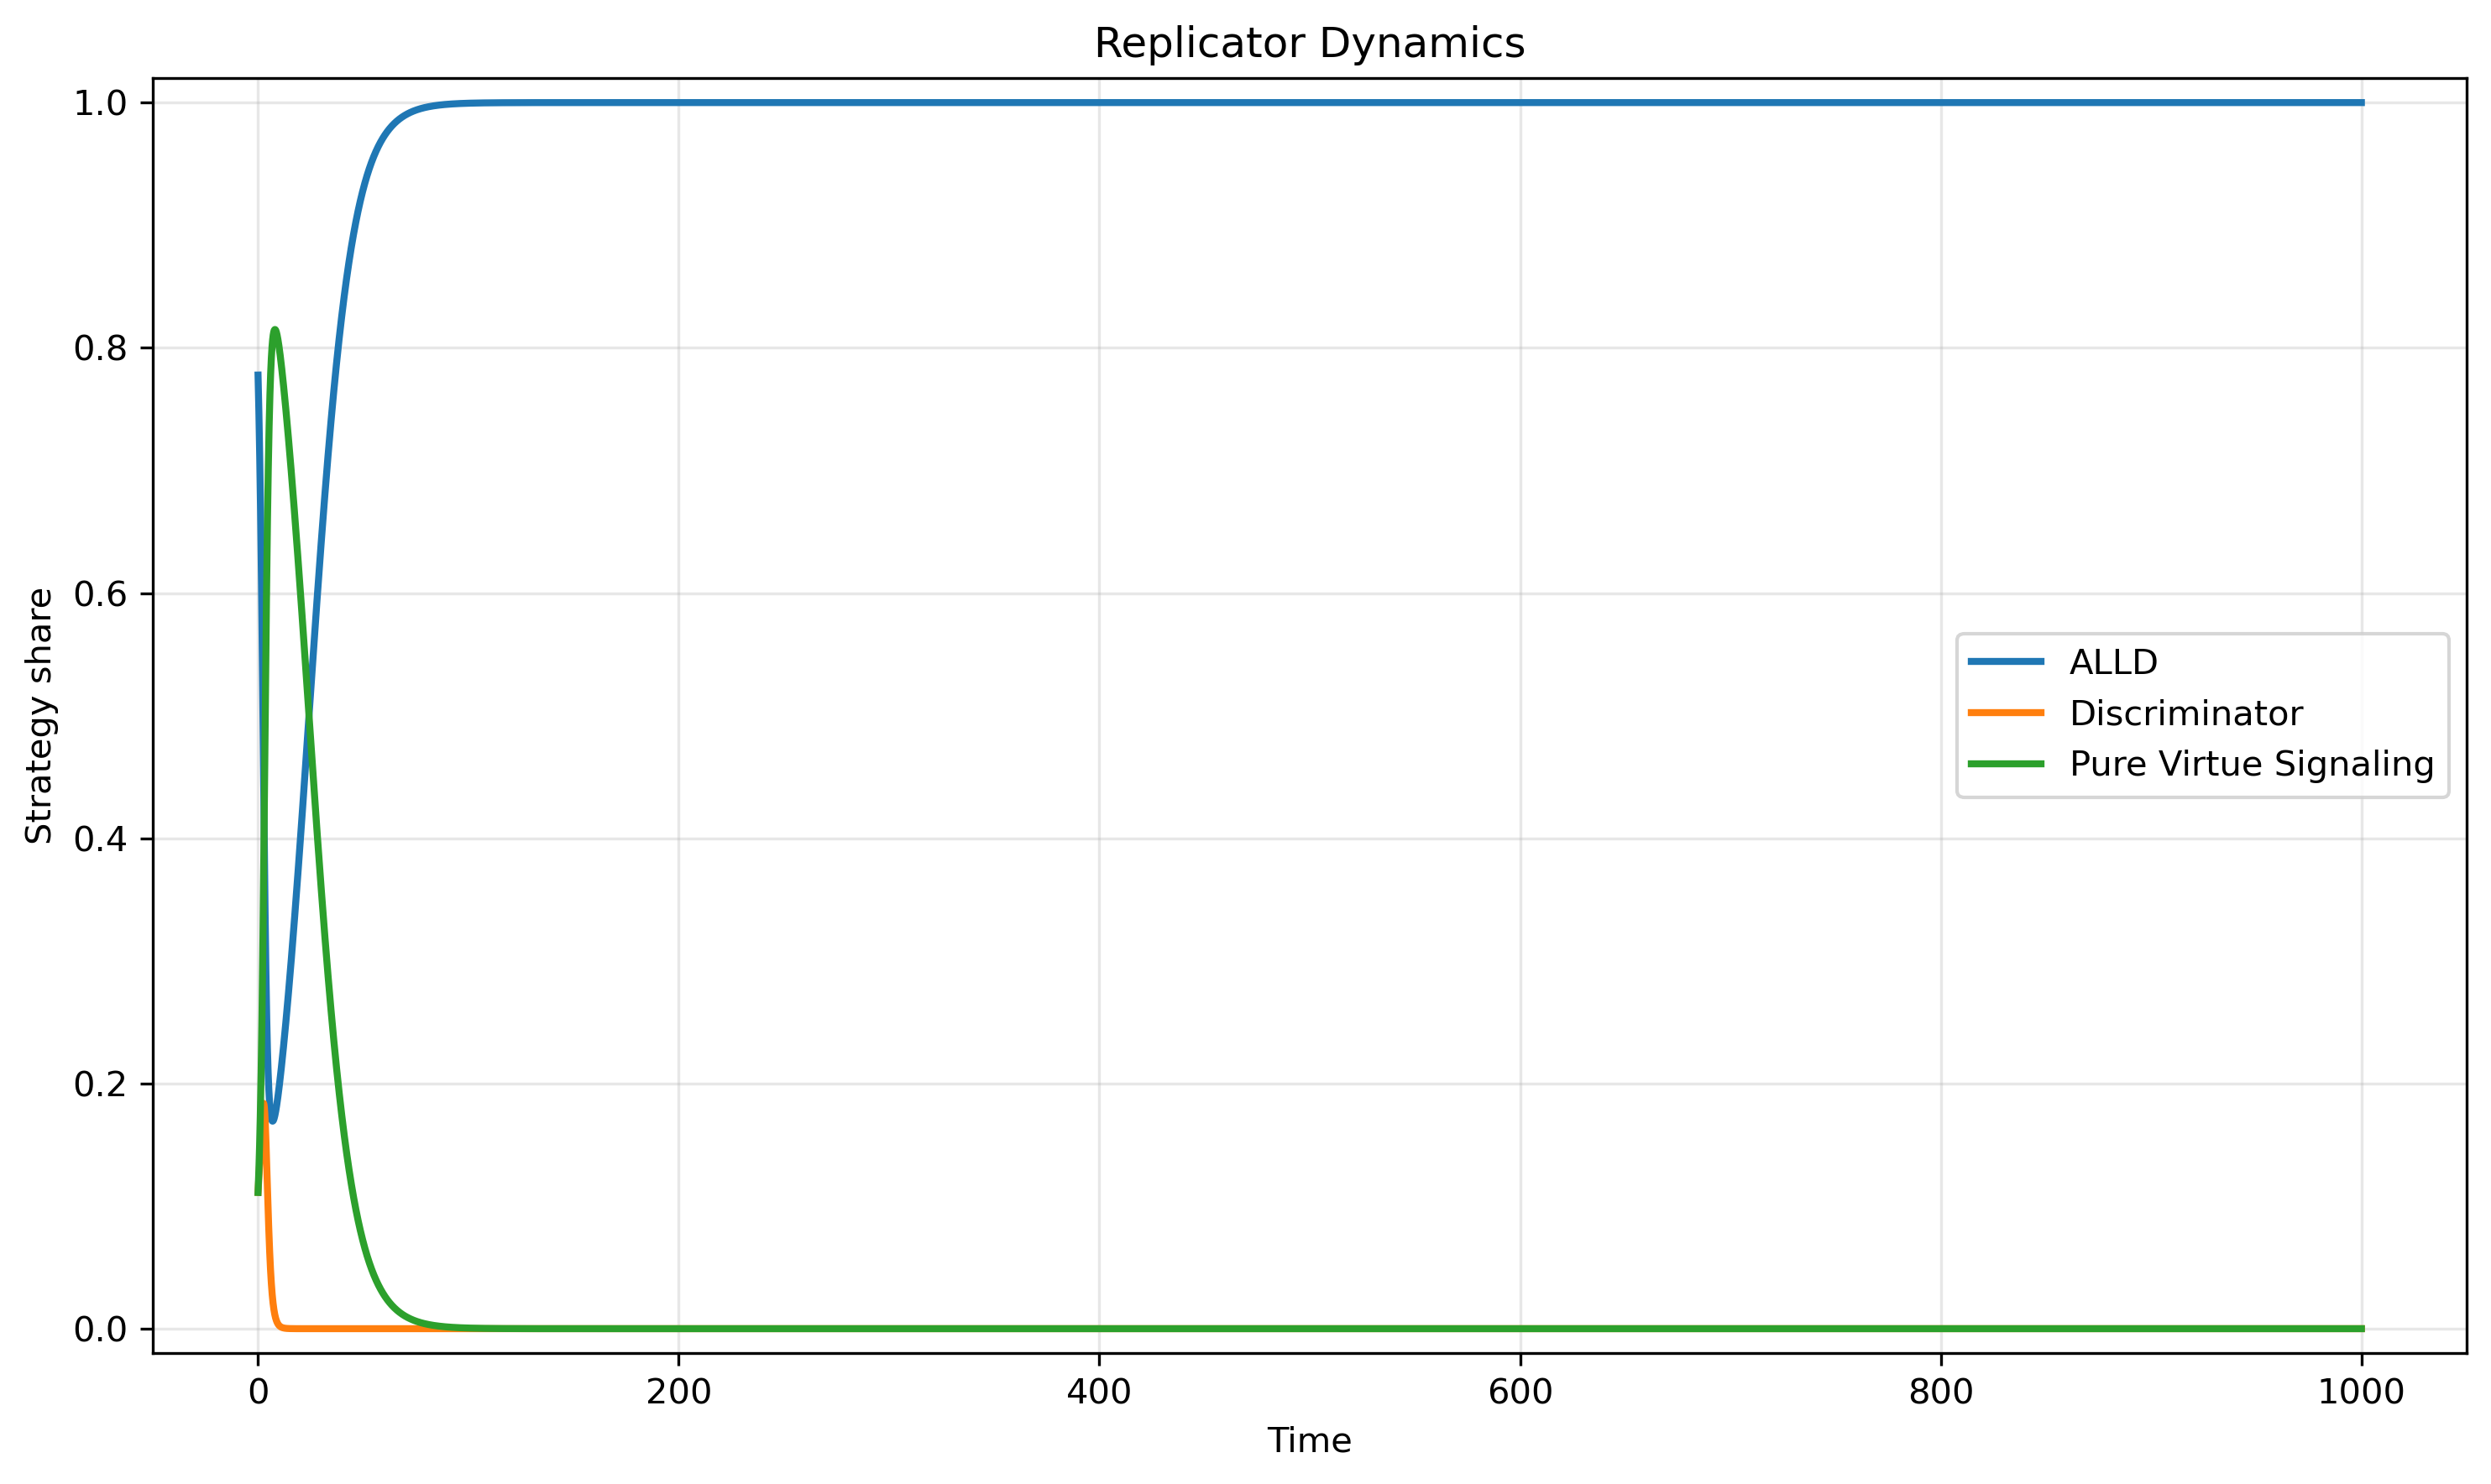 Replicator Dynamics
Strategy share
1.0
0.8
0.6
0.4
0.2
0.0
ALLD
Discriminator
Pure Virtue Signaling
0 200 400 600 800 1000
Time